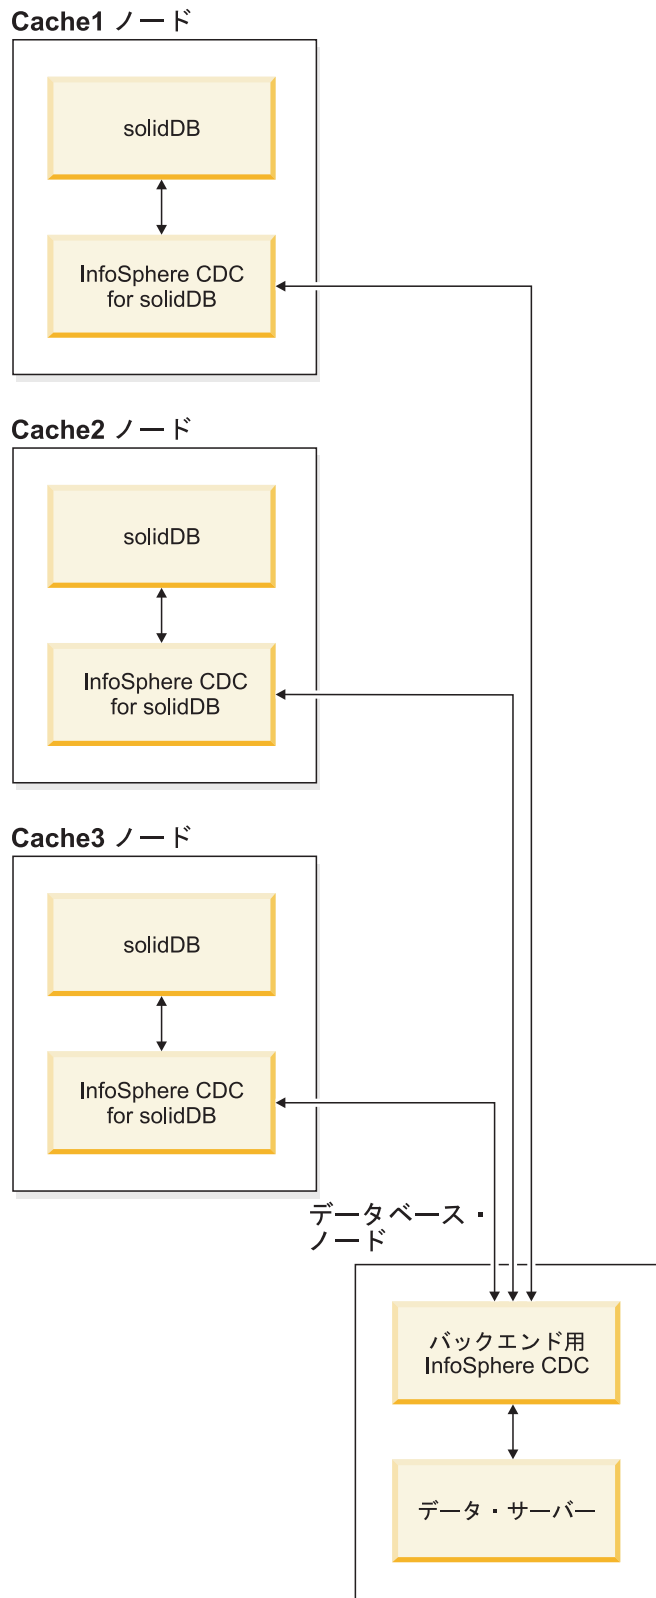 Cache1 ノード
solidDB
InfoSphere CDC
for solidDB
Cache2 ノード
solidDB
InfoSphere CDC
for solidDB
Cache3 ノード
solidDB
InfoSphere CDC
for solidDB
データベース・
ノード
バックエンド用
InfoSphere CDC
データ・サーバー